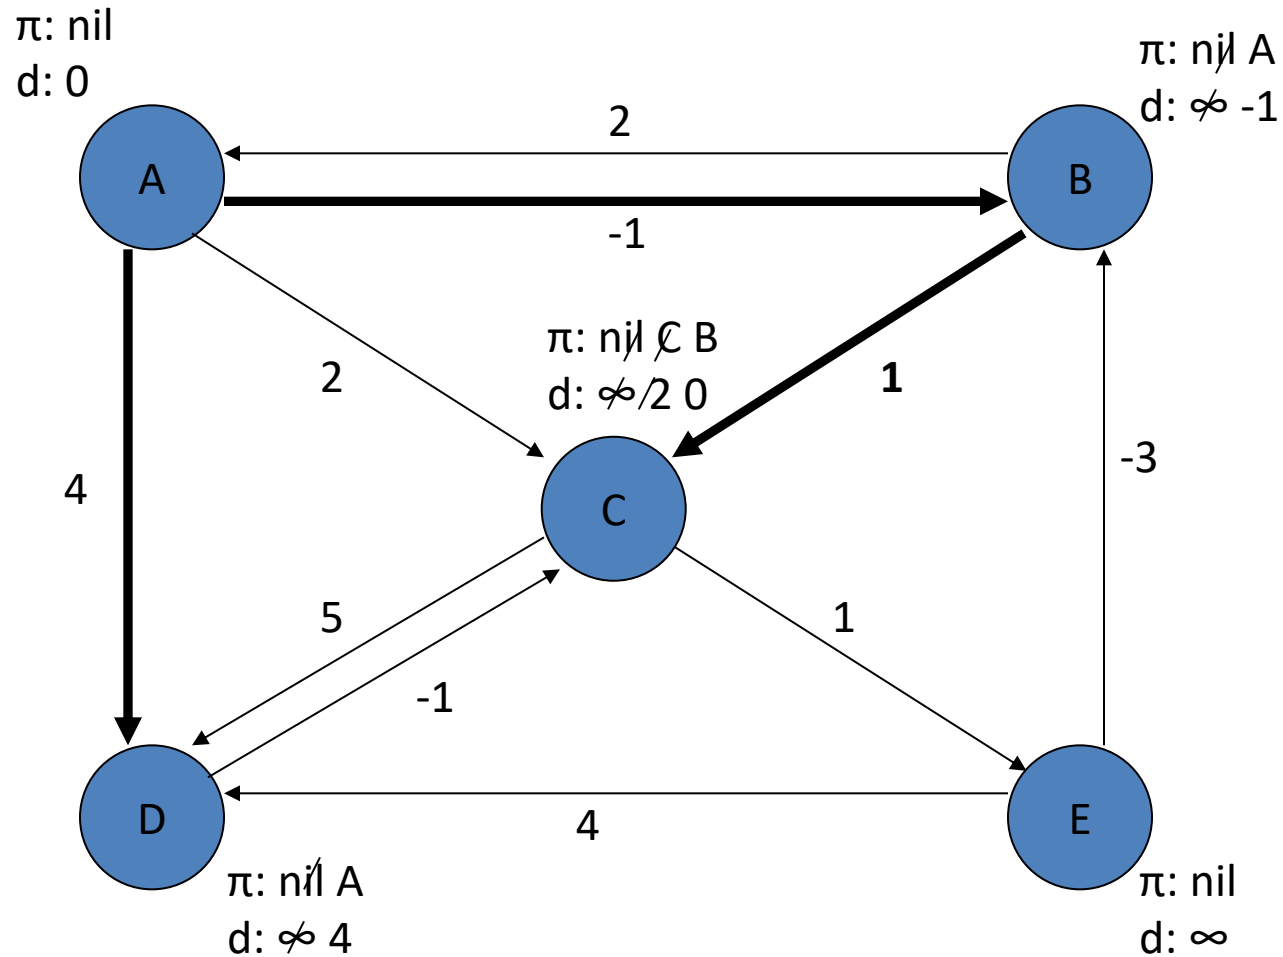 π: nil
d: 0
π: nil A
d: ∞ -1
2
A
B
-1
π: nil C B
d: ∞ 2 0
2
1
-3
4
C
5
1
-1
D
E
4
π: nil A
d: ∞ 4
π: nil
d: ∞